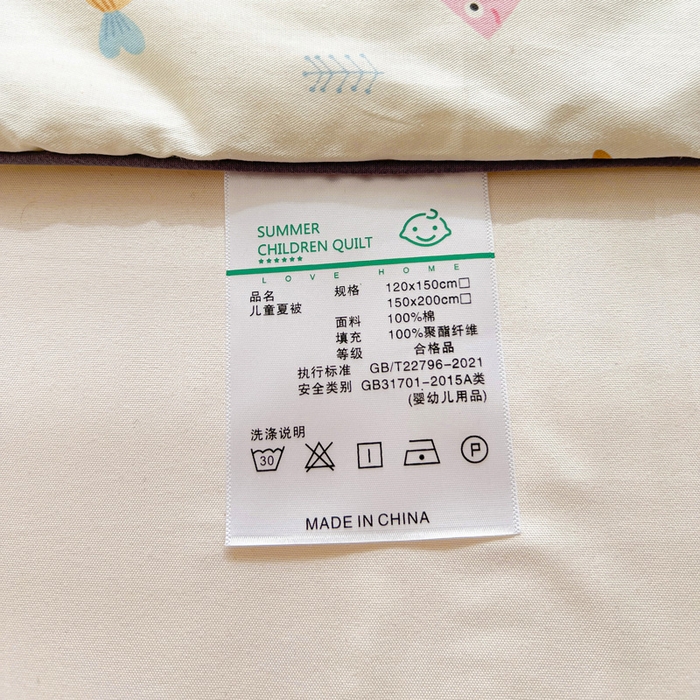 SUMMER
CHILDREN QUILT
LOVE HOME
品名 规格 120x150cm□
儿童夏被 150x200cm□
面料 100%棉
填充 100%聚酯纤维
等级 合格品
执行标准 GB/T22796-2021
安全类别 GB31701-2015A类
(婴幼儿用品)
洗涤说明
30 P
MADE IN CHINA